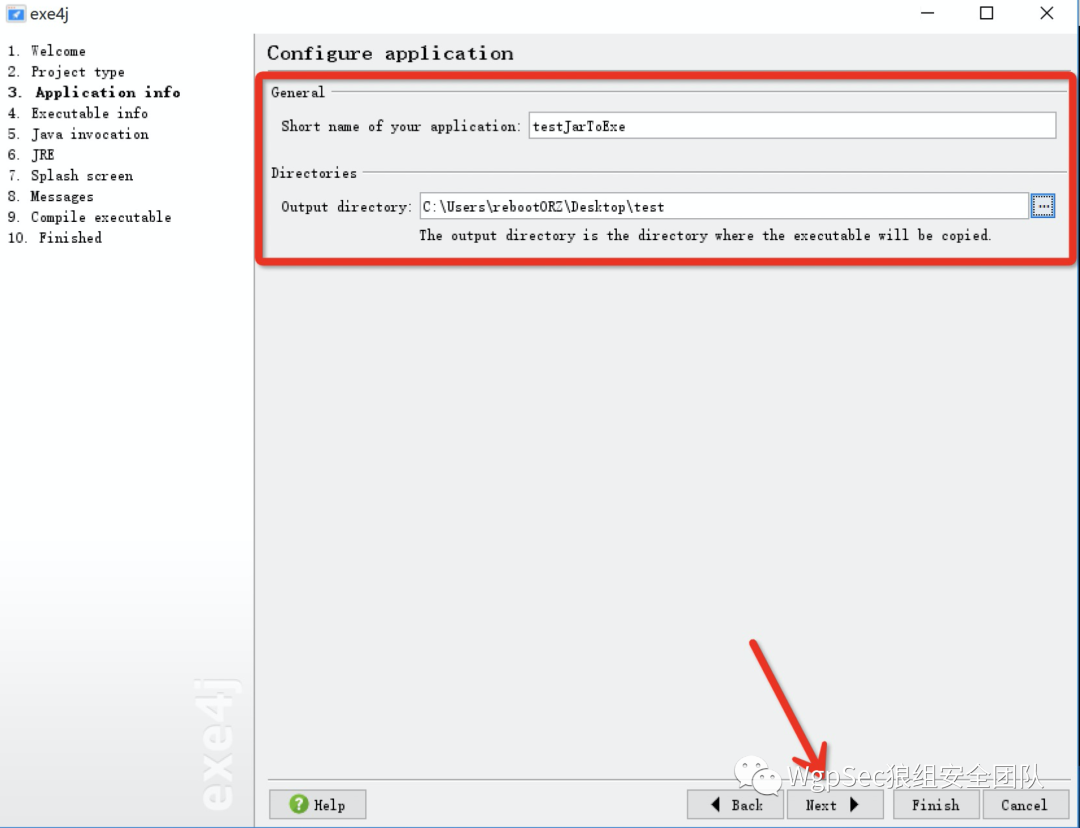 exe4j
1. Welcome
2. Project type
3. Application info
4. Executable info
5. Java invocation
6. JRE
7. Splash screen
8. Messages
9. Compile executable
10. Finished
exe4j
Configure application
General
Short name of your application: testJarToExe
Directories
Output directory: C:\Users\rebootORZ\Desktop\test ...
The output directory is the directory where the executable will be copied.
WgpSec狼组安全团队
? Help Back Next Finish Cancel